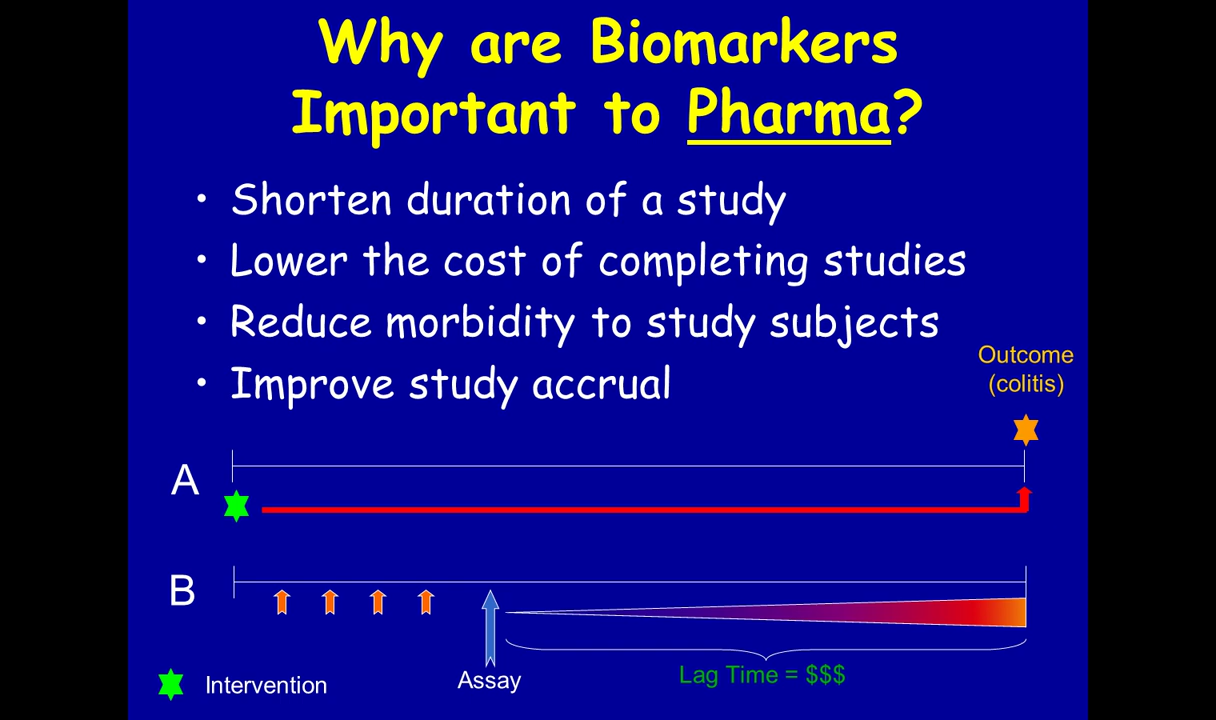 Why are Biomarkers
Important to Pharma?
• Shorten duration of a study
• Lower the cost of completing studies
• Reduce morbidity to study subjects
• Improve study accrual
Outcome
(colitis)
A
B
Intervention
Assay
Lag Time = $$$